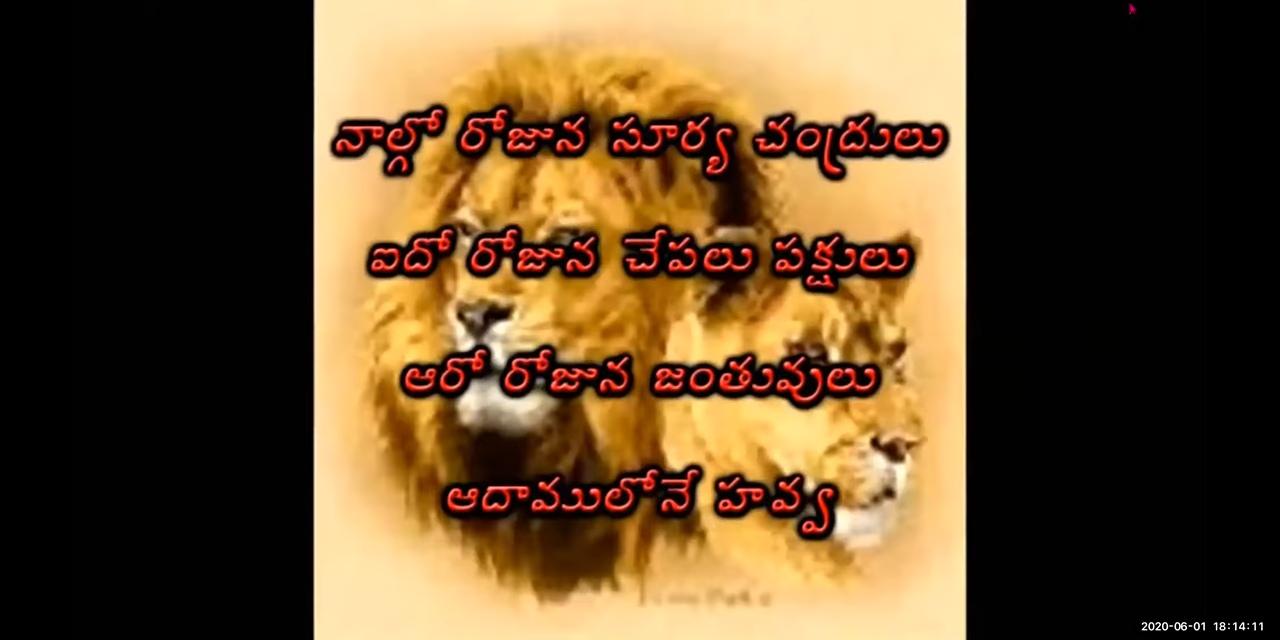 నాల్గో రోజున సూర్య చంద్రులు
ఐదో రోజున చేపలు పక్షులు
ఆరో రోజున జంతువులు
ఆదాములోనే హవ్వ
2020-06-01 18:14:11